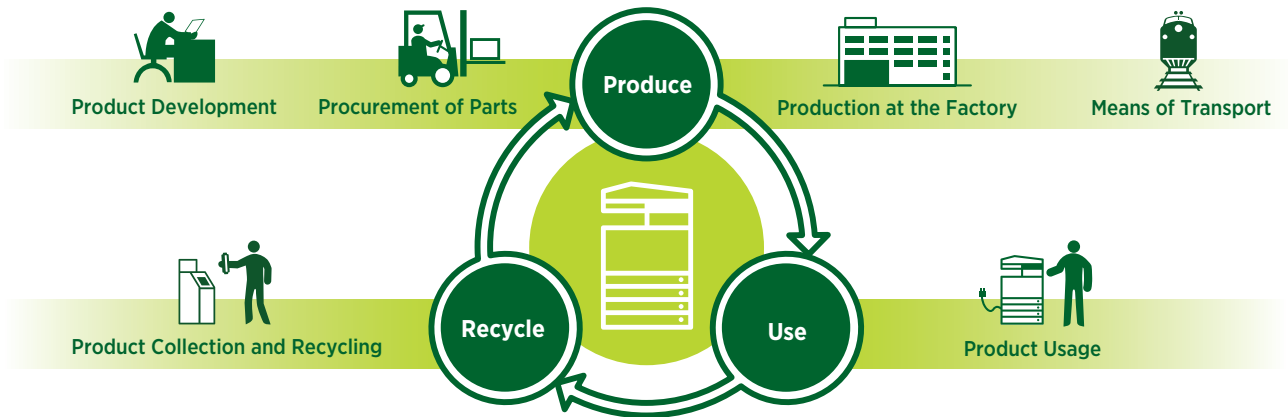 Product Development
Procurement of Parts
Produce
Production at the Factory
Means of Transport
Product Collection and Recycling
Recycle
Use
Product Usage